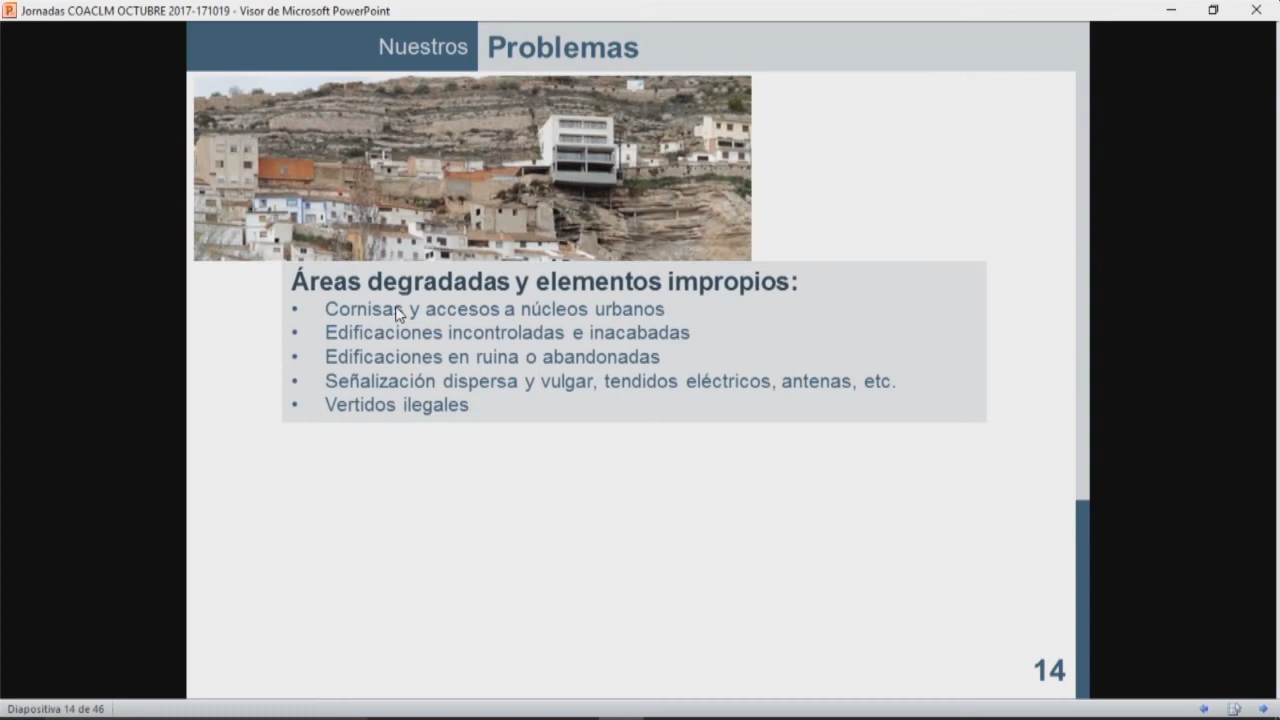 Jornadas COACLM OCTUBRE 2017-171019 - Visor de Microsoft PowerPoint
Nuestros Problemas
Áreas degradadas y elementos impropios:
• Cornisas y accesos a núcleos urbanos
• Edificaciones incontroladas e inacabadas
• Edificaciones en ruina o abandonadas
• Señalización dispersa y vulgar, tendidos eléctricos, antenas, etc.
• Vertidos ilegales
14
Diapositiva 14 de 46